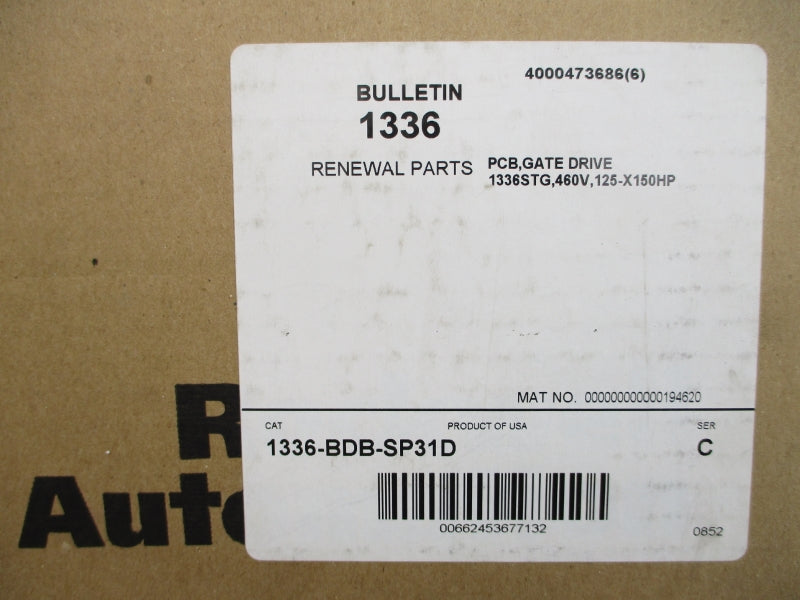 4000473686(6)
BULLETIN
1336
RENEWAL PARTS
PCB,GATE DRIVE
1336STG,460V,125-X150HP
MAT NO. 000000000000194620
CAT
PRODUCT OF USA
SER
1336-BDB-SP31D
C
00662453677132
0852
R
Auto